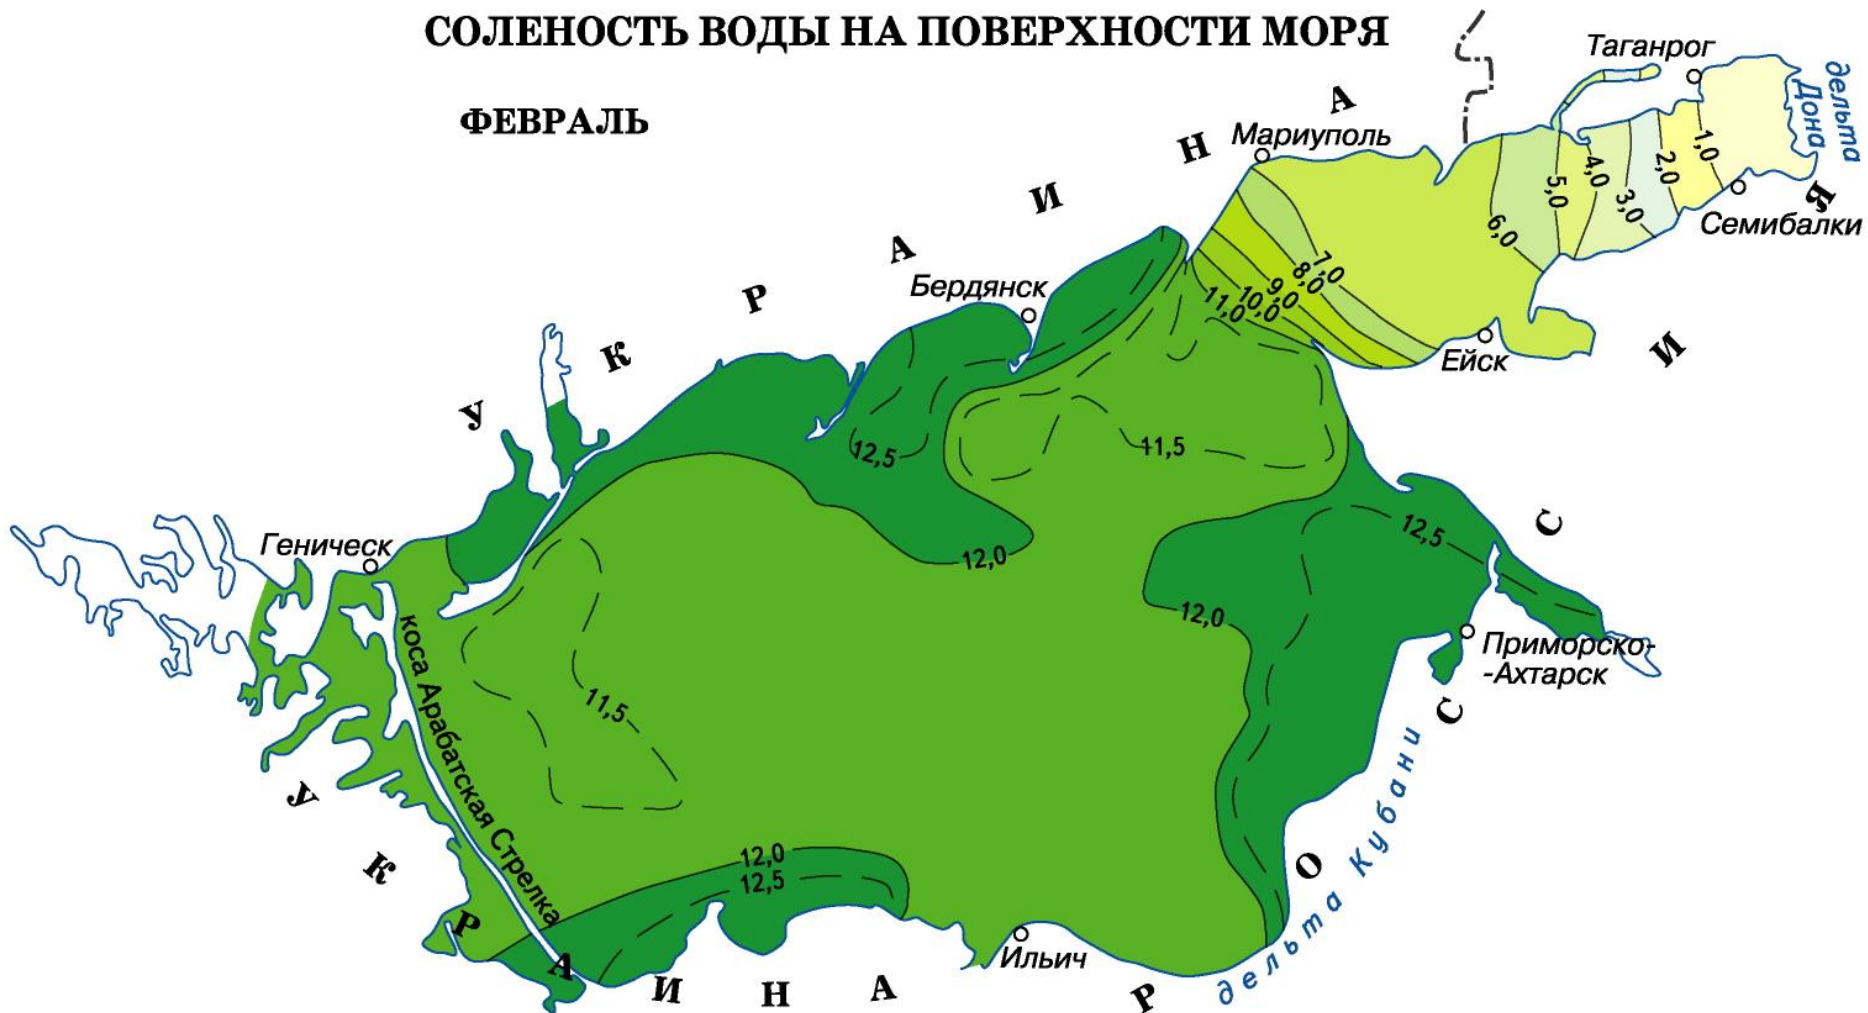 СОЛЕНОСТЬ ВОДЫ НА ПОВЕРХНОСТИ МОРЯ
ФЕВРАЛЬ
Таганрог
дельта
Дона
Мариуполь
Семибалки
1,0
2,0
3,0
4,0
5,0
6,0
7,0
8,0
9,0
10,0
11,0
Ейск
Бердянск
УКРАИНА
12,5
11,5
12,0
12,5
12,0
Геническ
коса Арабатская Стрелка
11,5
Приморско-
-Ахтарск
РОССИЯ
дельта Кубани
12,0
12,5
Ильич
УКРАИНА